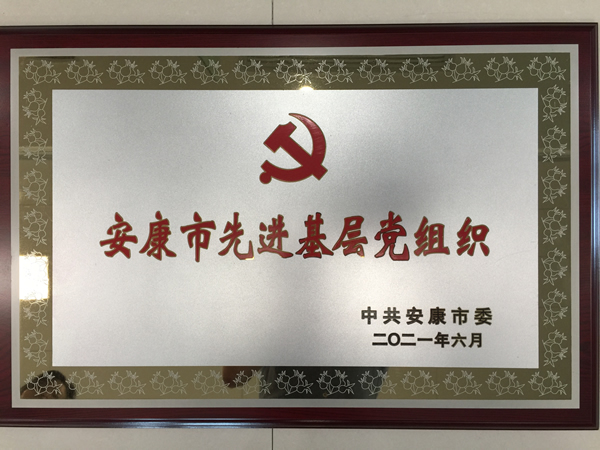 安康市先进基层党组织
中共安康市委
二〇二一年六月